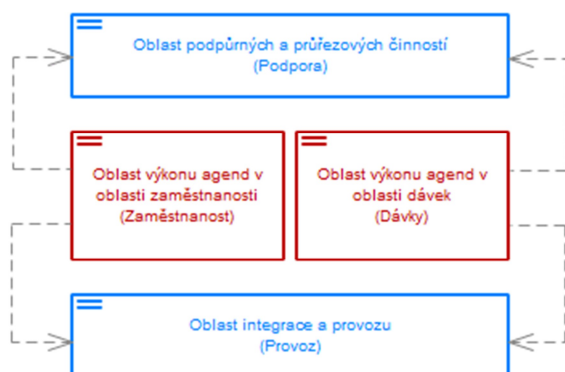 Oblast podpůrných a průřezových činností
(Podpora)
Oblast výkonu agend v
oblasti zaměstnanosti
(Zaměstnanost)
Oblast výkonu agend v
oblasti dávek
(Dávky)
Oblast integrace a provozu
(Provoz)